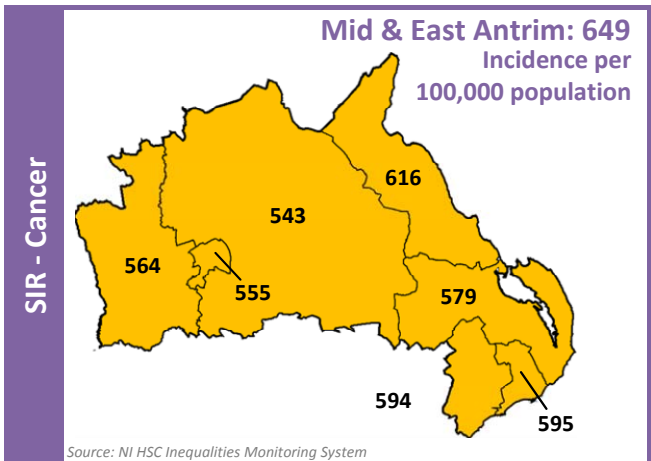 Mid & East Antrim: 649
Incidence per
100,000 population
SIR - Cancer
616
543
564
555
579
594
595
Source: NI HSC Inequalities Monitoring System